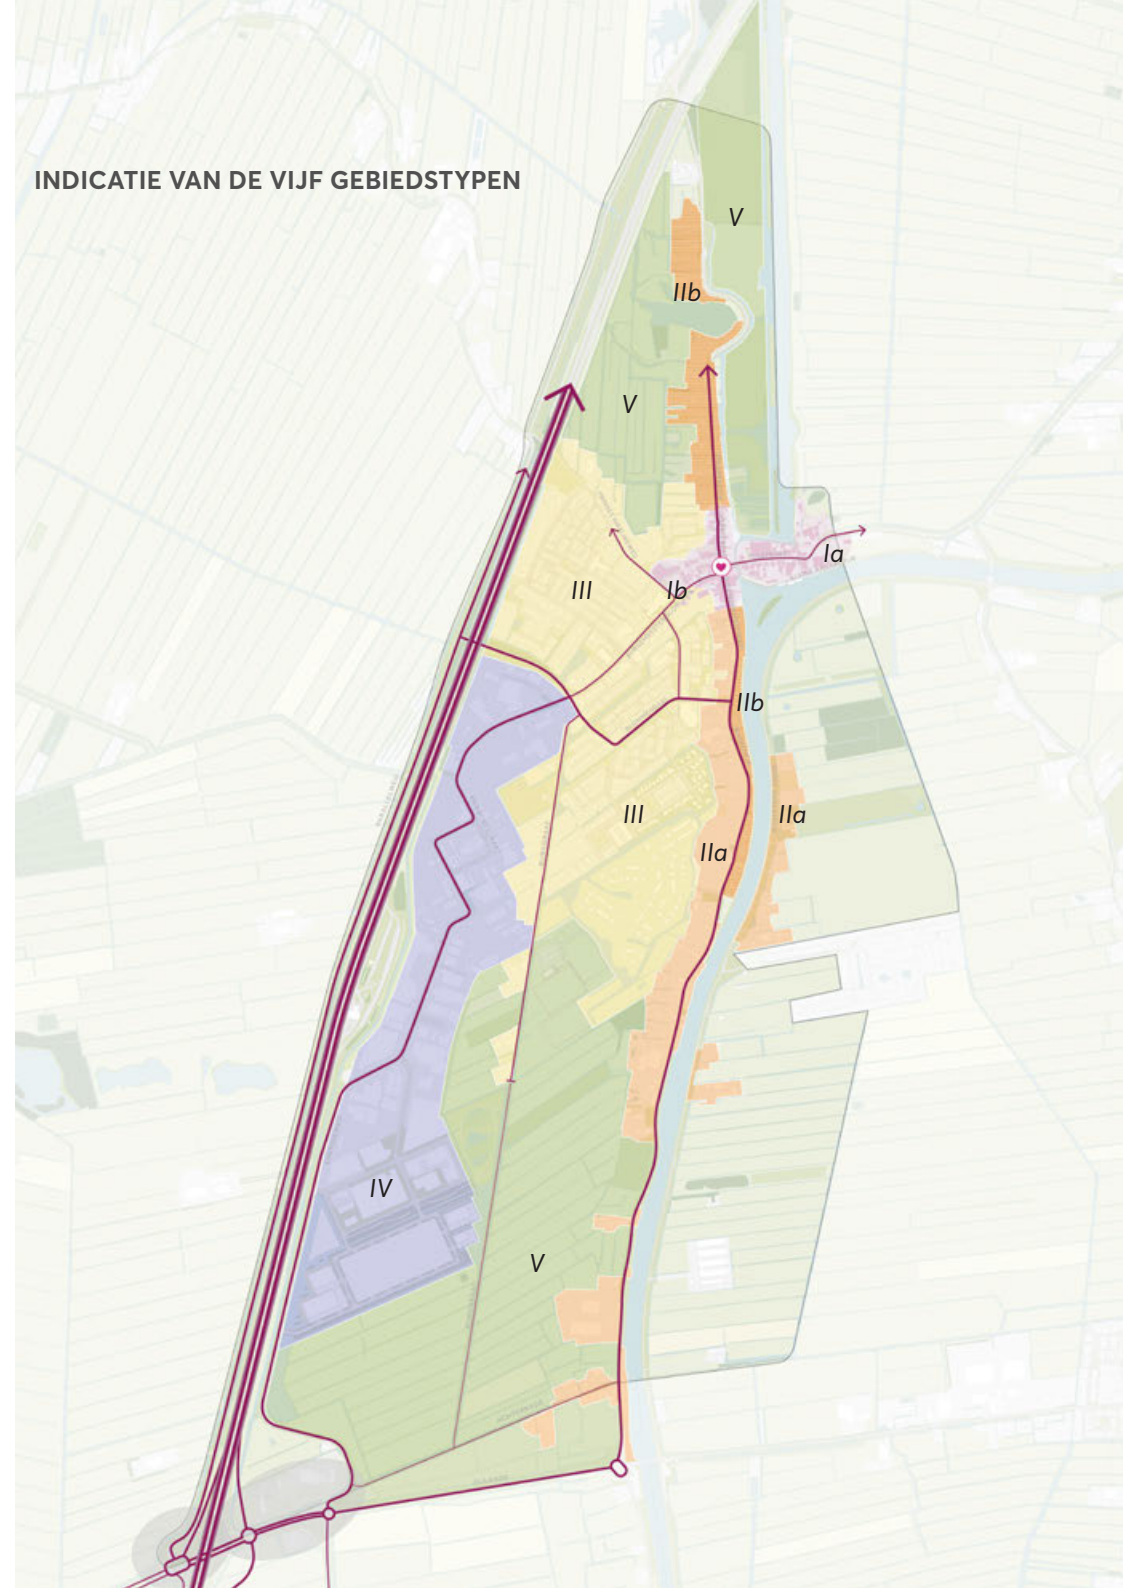 INDICATIE VAN DE VIJF GEBIEDSTYPEN
V
IIb
V
Ia
III
Ib
IIb
III
IIa
IIa
IV
V